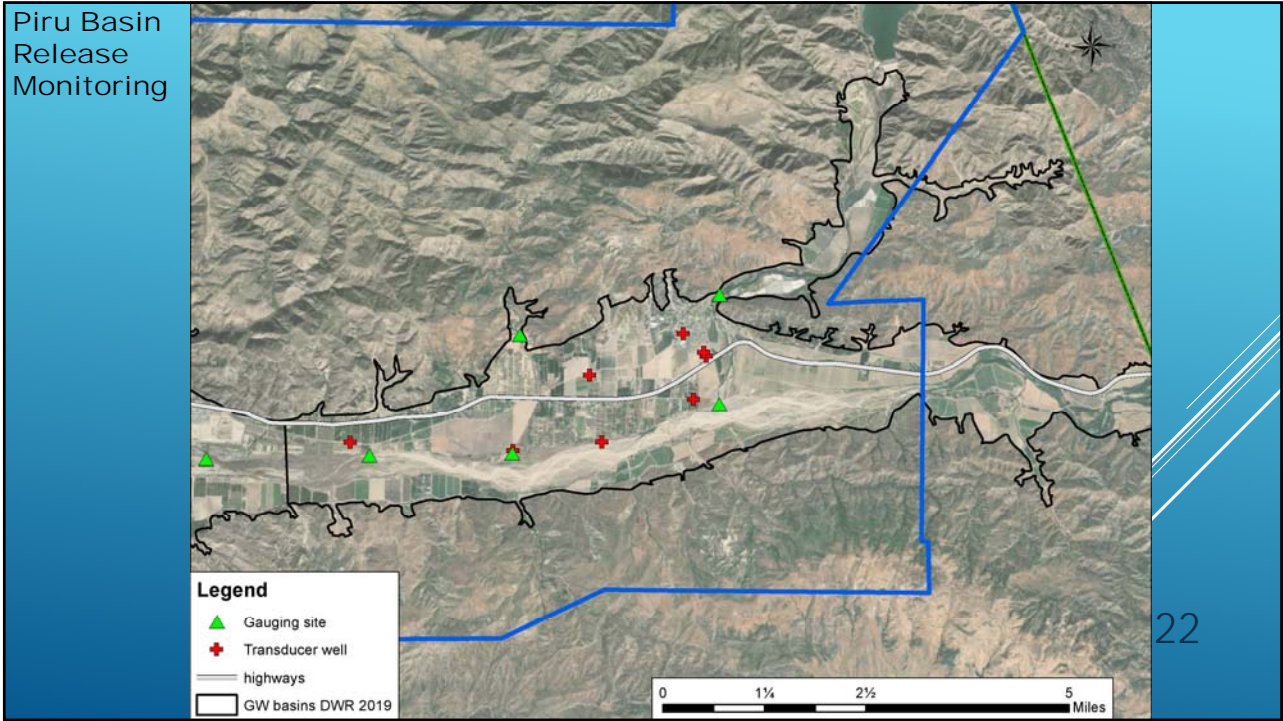 Piru Basin
Release
Monitoring
Legend
Gauging site
Transducer well
highways
GW basins DWR 2019
0 1¼ 2½ 5
Miles
22